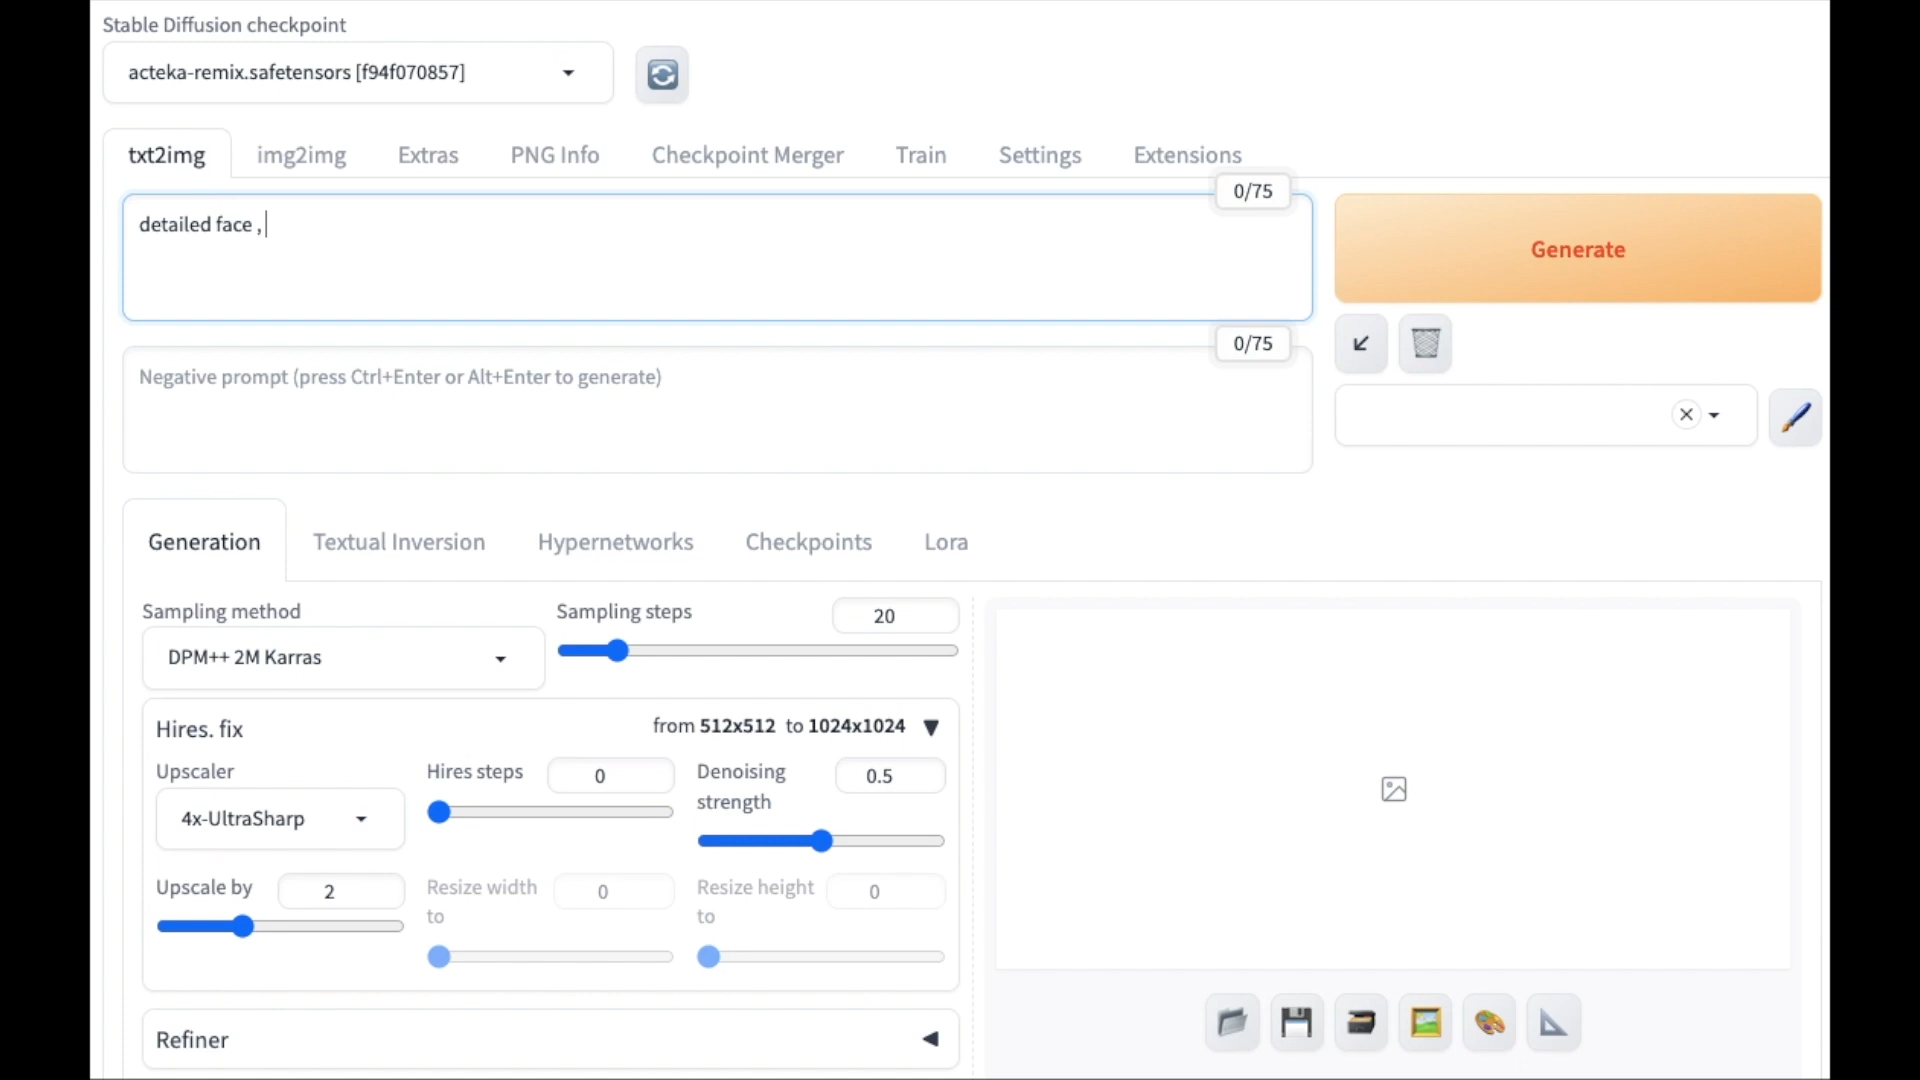 Stable Diffusion checkpoint
acteka-remix.safetensors [f94f070857]
txt2img img2img Extras PNG Info Checkpoint Merger Train Settings Extensions
0/75
detailed face ,
Generate
0/75
Negative prompt (press Ctrl+Enter or Alt+Enter to generate)
Generation Textual Inversion Hypernetworks Checkpoints Lora
Sampling method
DPM++ 2M Karras
Sampling steps
20
Hires. fix
from 512x512 to 1024x1024
Upscaler
4x-UltraSharp
Hires steps
0
Denoising
strength
0.5
Upscale by
2
Resize width
to
0
Resize height
to
0
Refiner